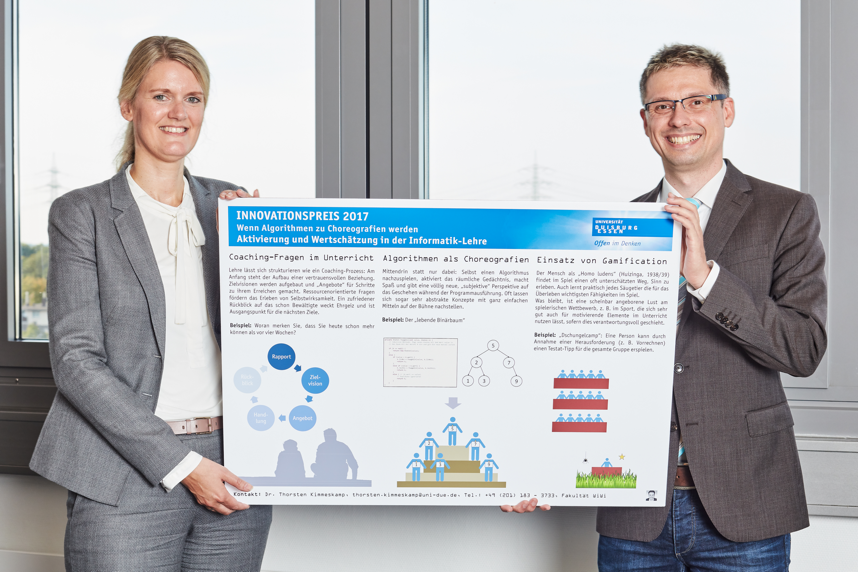 INNOVATIONSPREIS 2017
Wenn Algorithmen zu Choreografien werden
Aktivierung und Wertschätzung in der Informatik-Lehre
UNIVERSITÄT
DUISBURG
ESSEN
Offen im Denken
Coaching-Fragen im Unterricht
Lehre lässt sich strukturieren wie ein Coaching-Prozess: Am
Anfang steht der Aufbau einer vertrauensvollen Beziehung.
Zielvisionen werden aufgebaut und „Angebote“ für Schritte
zu ihrem Erreichen gemacht. Ressourcenorientierte Fragen
fördern das Erleben von Selbstwirksamkeit. Ein zufriedener
Rückblick auf das schon Bewältigte weckt Ehrgeiz und ist
Ausgangspunkt für die nächsten Ziele.
Beispiel: Woran merken Sie, dass Sie heute schon mehr
können als vor vier Wochen?
Rapport
Ziel-
vision
Angebot
Algorithmen als Choreografien
Mittendrin statt nur dabei: Selbst einen Algorithmus
nachzuspielen, aktiviert das räumliche Gedächtnis, macht
Spaß und gibt eine völlig neue, „subjektive“ Perspektive auf
das Geschehen während der Programmausführung. Oft lassen
sich sogar sehr abstrakte Konzepte mit ganz einfachen
Mitteln auf der Bühne nachstellen.
Beispiel: Der „lebende Binärbaum“
5
2 7
1 3 9
Einsatz von Gamification
Der Mensch als „Homo ludens“ (Huizinga, 1938/39)
findet im Spiel einen oft unterschätzten Weg, Sinn zu
erleben. Auch lernt praktisch jedes Säugetier die für das
Überleben wichtigsten Fähigkeiten im Spiel.
Was bleibt, ist eine scheinbar angeborene Lust am
spielerischen Wettbewerb, z. B. im Sport, die sich sehr
gut auch für motivierende Elemente im Unterricht
nutzen lässt, sofern dies verantwortungsvoll geschieht.
Beispiel: „Dschungelcamp“: Eine Person kann durch
Annahme einer Herausforderung (z. B. Vorrechnen)
einen Testat-Tipp für die gesamte Gruppe erspielen.
Kontakt: Dr. Thorsten Kimmeskamp, thorsten.kimmeskamp@uni-due.de, Tel.: +49 (201) 183 - 3733, Fakultät WiWi